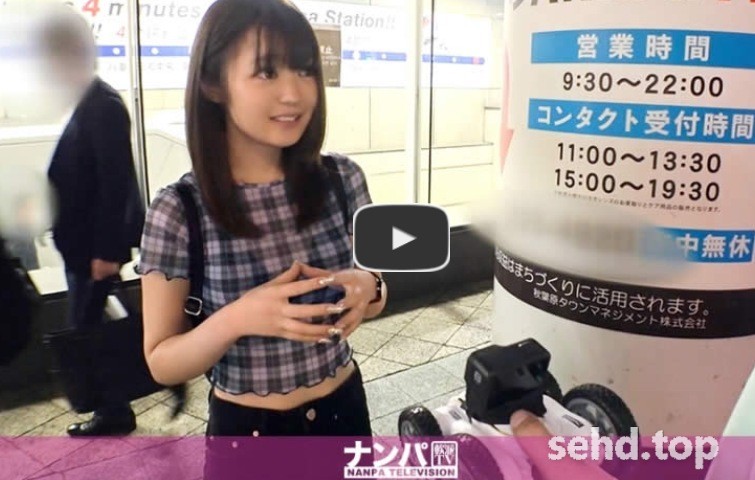 4 minutes
Station!!
営業時間
9:30～22:00
コンタクト受付時間
11:00～13:30
15:00～19:30
中無休
はまちづくりに活用されます。
秋葉原タウンマネジメント株式会社
ナンパ
NANPA TELEVISION
sehd.top